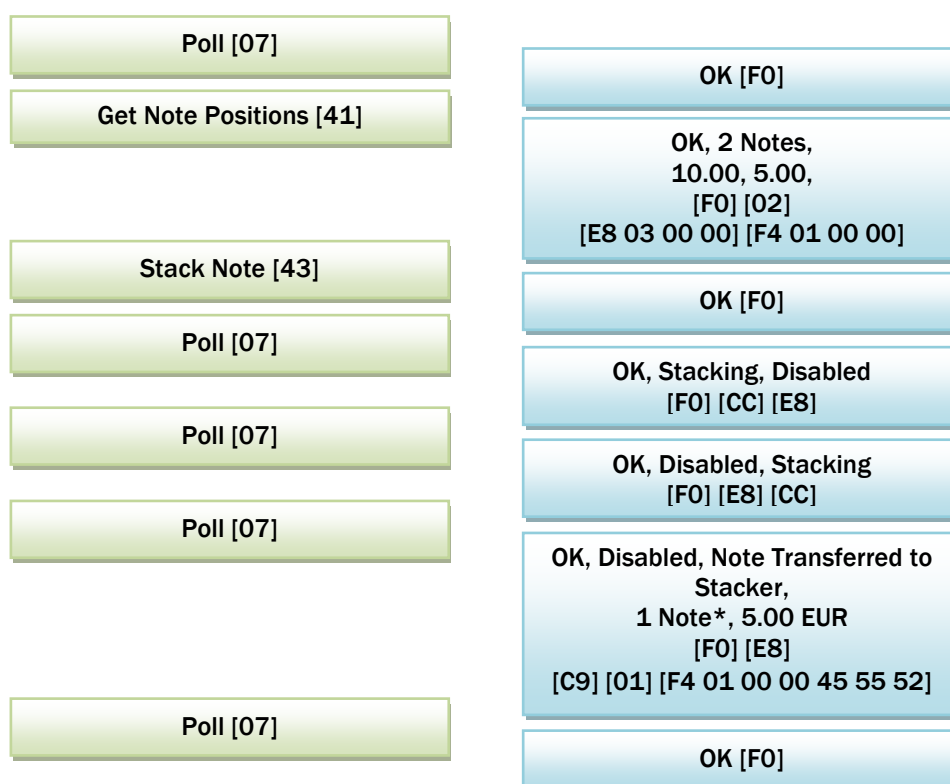 Poll [07]
OK [F0]
Get Note Positions [41]
OK, 2 Notes,
10.00, 5.00,
[F0] [02]
[E8 03 00 00] [F4 01 00 00]
Stack Note [43]
OK [F0]
Poll [07]
OK, Stacking, Disabled
[F0] [CC] [E8]
Poll [07]
OK, Disabled, Stacking
[F0] [E8] [CC]
Poll [07]
OK, Disabled, Note Transferred to
Stacker,
1 Note*, 5.00 EUR
[F0] [E8]
[C9] [01] [F4 01 00 00 45 55 52]
Poll [07]
OK [F0]